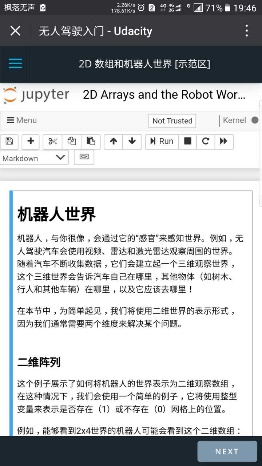 枫落无声 2.26K/s 178.61K/s 71% 19:46
无人驾驶入门 - Udacity
2D 数组和机器人世界 [示范区]
jupyter 2D Arrays and the Robot Wor...
Menu Not Trusted Kernel
Run
Markdown
机器人世界
机器人，与你很像，会通过它的“感官”来感知世界。例如，无
人驾驶汽车会使用视频、雷达和激光雷达观察周围的世界。
随着汽车不断收集数据，它们会建立起一个三维观察世界，
这个三维世界会告诉汽车自己在哪里，其他物体（如树木、
行人和其他车辆）在哪里，以及它应该去哪里！
在本节中，为简单起见，我们将使用二维世界的表示形式，
因为我们通常需要两个维度来解决某个问题。
二维阵列
这个例子展示了如何将机器人的世界表示为二维观察数组，
在这种情况下，我们会使用一个简单的例子，它将使用整型
变量来表示是否存在（1）或不存在（0）网格上的位置。
例如，能够看到2x4世界的机器人可能会看到这个二维数组：
NEXT